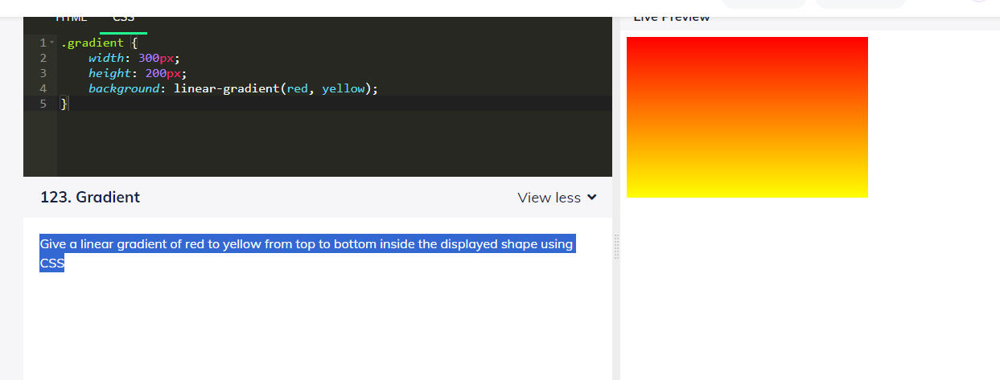 HTML CSS
Live Preview
1 .gradient {
2 width: 300px;
3 height: 200px;
4 background: linear-gradient(red, yellow);
5 }
123. Gradient View less
Give a linear gradient of red to yellow from top to bottom inside the displayed shape using
CSS